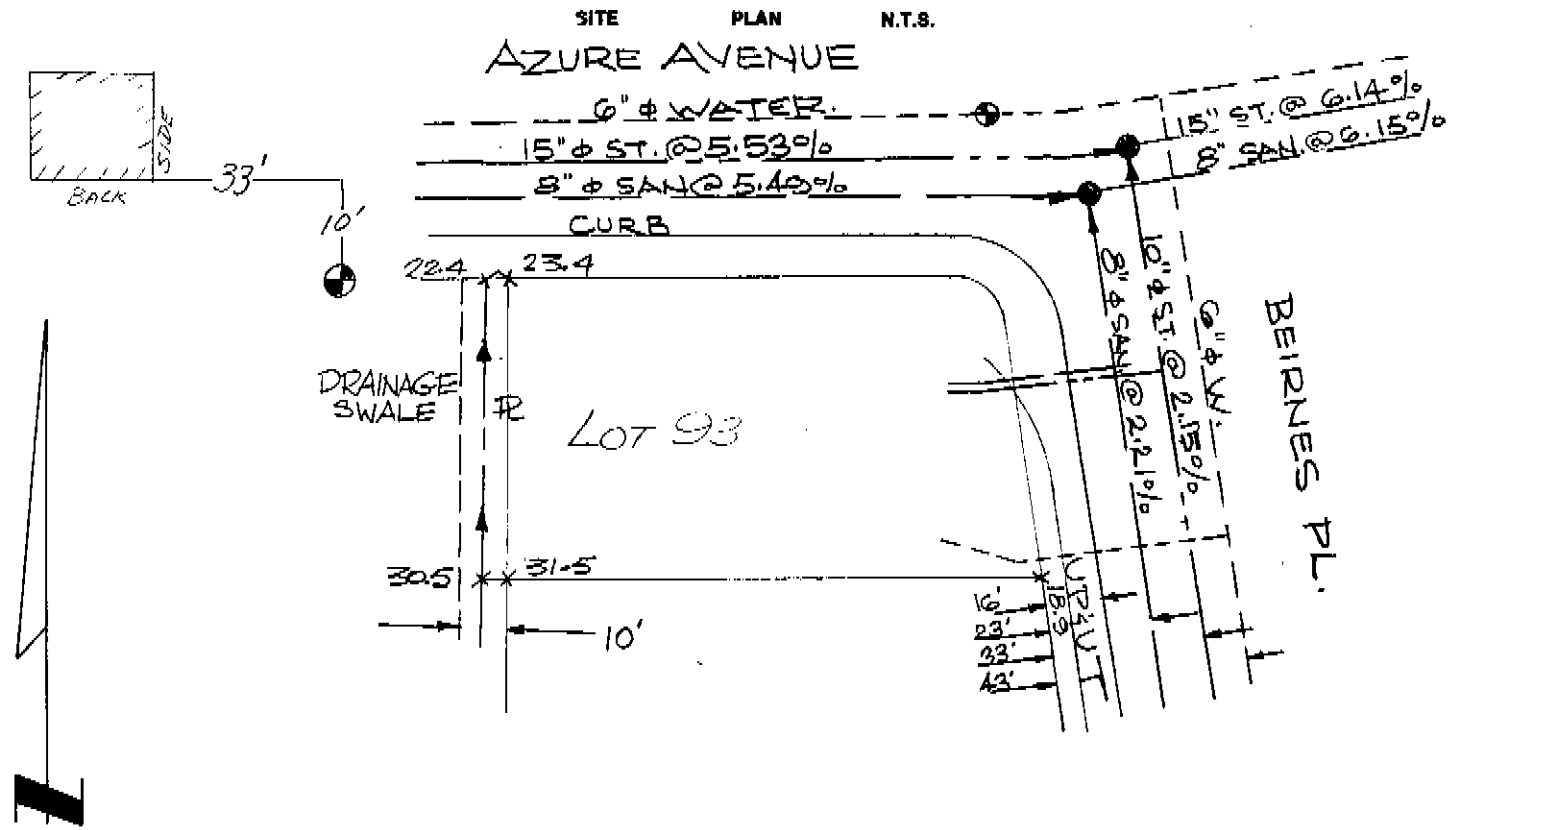 SITE PLAN N.T.S.
AZURE AVENUE
6" ϕ WATER.
15" ϕ ST. @ 5.53%
8" ϕ SAN @ 5.49%
CURB
15" ST. @ 6.14%
8" SAN. @ 6.15%
SIDE
BACK
33'
10'
22.4
23.4
8" ϕ SAN @ 2.21%
10" ϕ ST. @ 2.15%
6" ϕ W.
BEIRNES PL.
DRAINAGE
SWALE
PL
LOT 93
30.5
31.5
10'
18.9
16'
23'
33'
43'
N